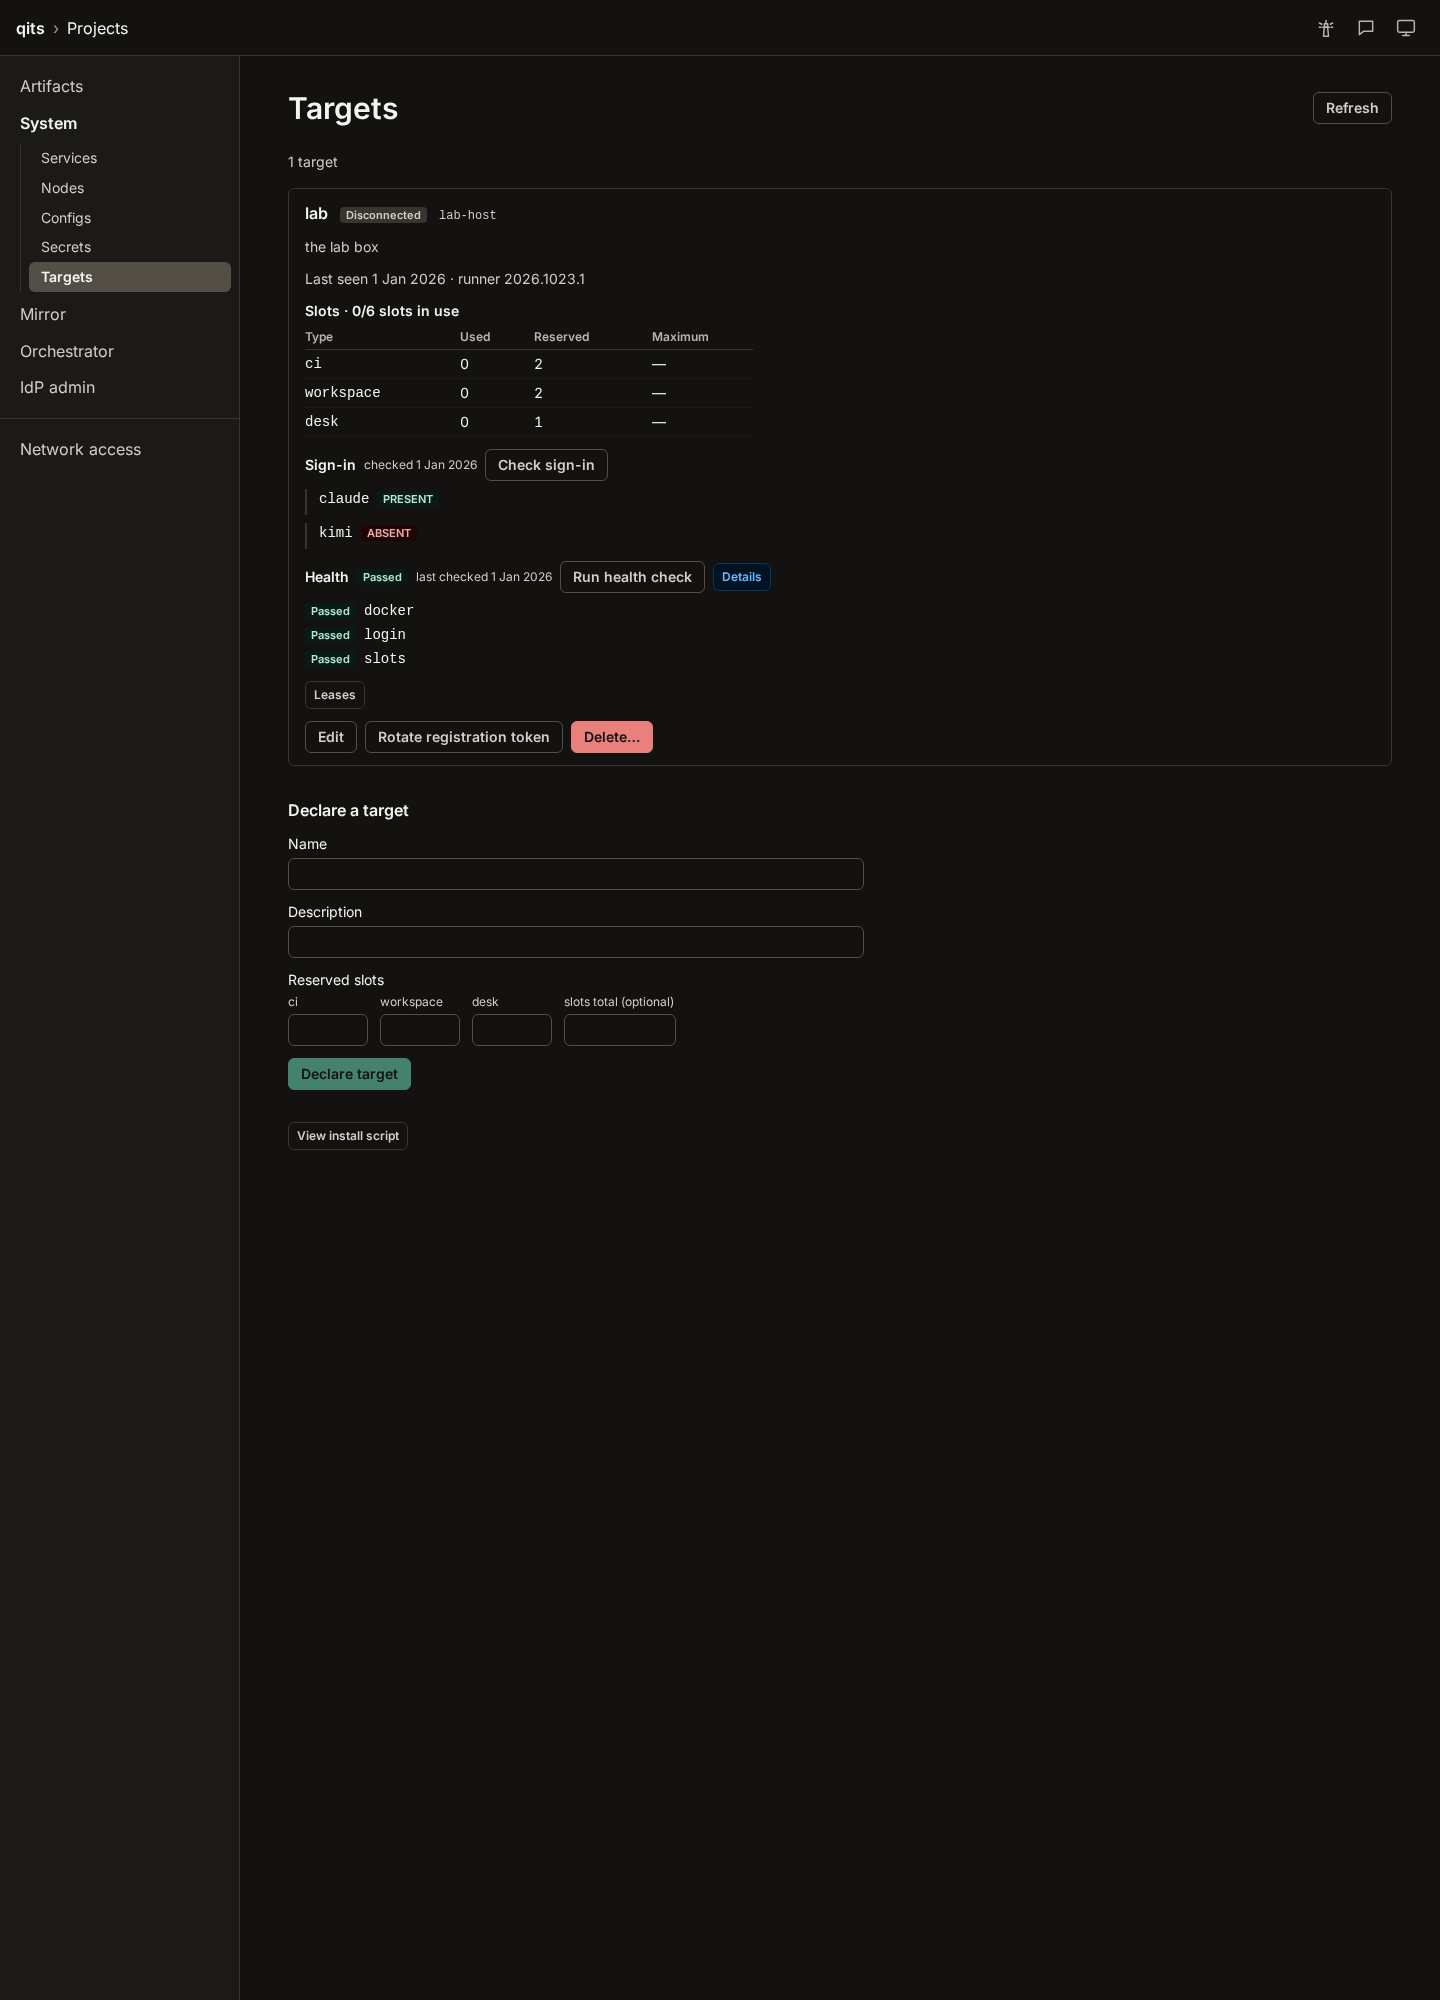 qits › Projects
Artifacts
System
Services
Nodes
Configs
Secrets
Targets
Mirror
Orchestrator
IdP admin
Network access
Targets
Refresh
1 target
lab Disconnected lab-host
the lab box
Last seen 1 Jan 2026 · runner 2026.1023.1
Slots · 0/6 slots in use
Type Used Reserved Maximum
ci 0 2 —
workspace 0 2 —
desk 0 1 —
Sign-in checked 1 Jan 2026 Check sign-in
claude PRESENT
kimi ABSENT
Health Passed last checked 1 Jan 2026 Run health check Details
Passed docker
Passed login
Passed slots
Leases
Edit Rotate registration token Delete…
Declare a target
Name
Description
Reserved slots
ci workspace desk slots total (optional)
Declare target
View install script